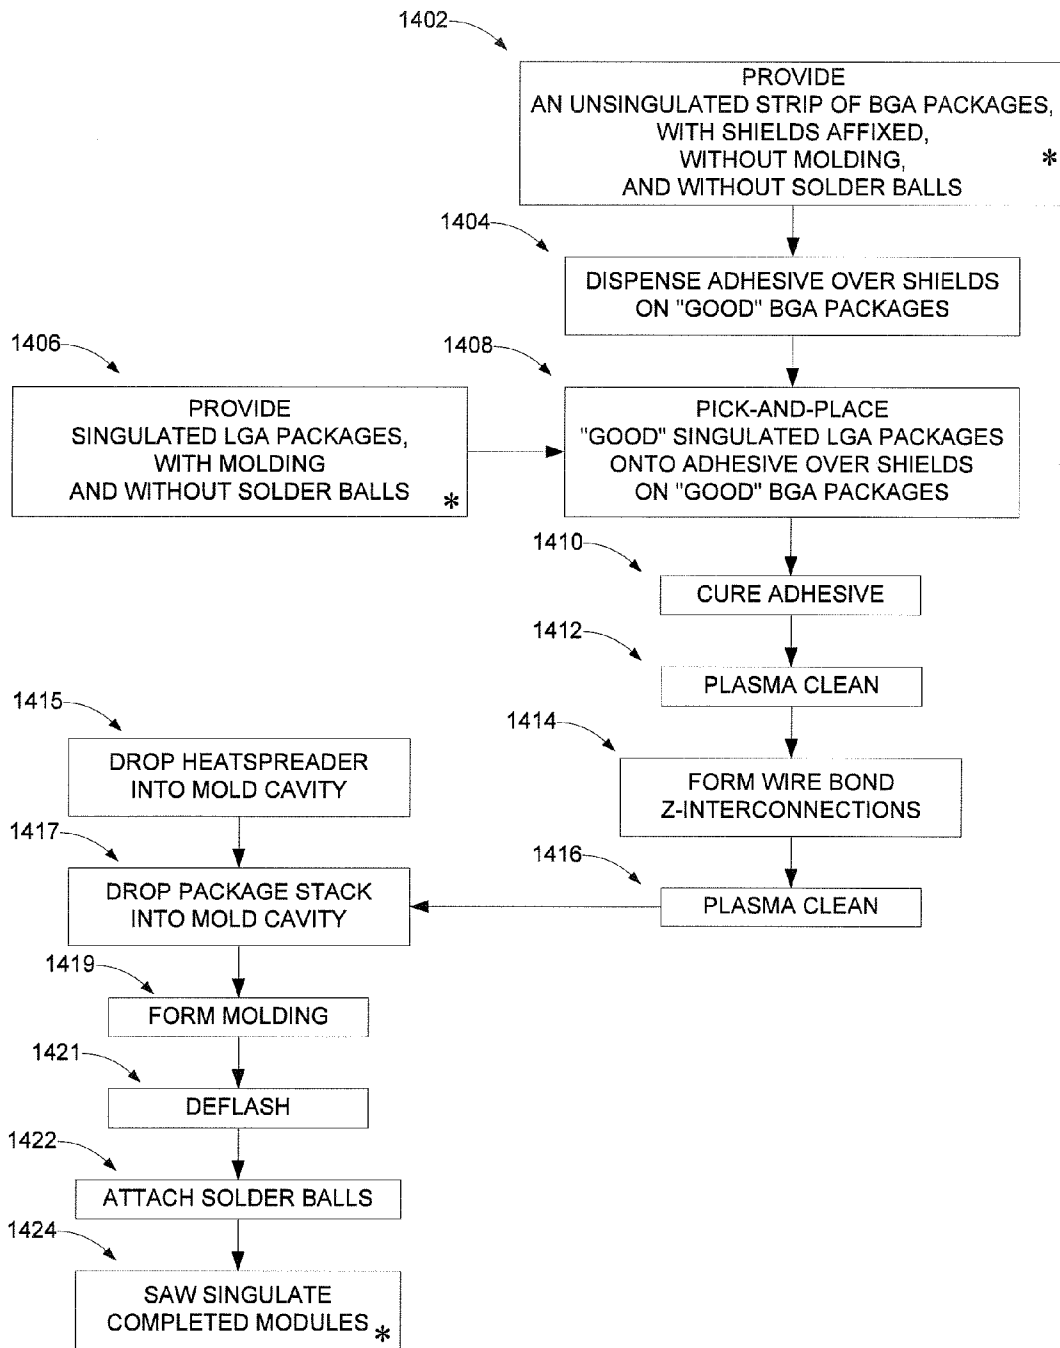 1402
PROVIDE
AN UNSINGULATED STRIP OF BGA PACKAGES,
WITH SHIELDS AFFIXED,
WITHOUT MOLDING,
AND WITHOUT SOLDER BALLS
*
1404
DISPENSE ADHESIVE OVER SHIELDS
ON "GOOD" BGA PACKAGES
1406
PROVIDE
SINGULATED LGA PACKAGES,
WITH MOLDING
AND WITHOUT SOLDER BALLS
*
1408
PICK-AND-PLACE
"GOOD" SINGULATED LGA PACKAGES
ONTO ADHESIVE OVER SHIELDS
ON "GOOD" BGA PACKAGES
1410
CURE ADHESIVE
1412
PLASMA CLEAN
1414
FORM WIRE BOND
Z-INTERCONNECTIONS
1416
PLASMA CLEAN
1415
DROP HEATSPREADER
INTO MOLD CAVITY
1417
DROP PACKAGE STACK
INTO MOLD CAVITY
1419
FORM MOLDING
1421
DEFLASH
1422
ATTACH SOLDER BALLS
1424
SAW SINGULATE
COMPLETED MODULES
*